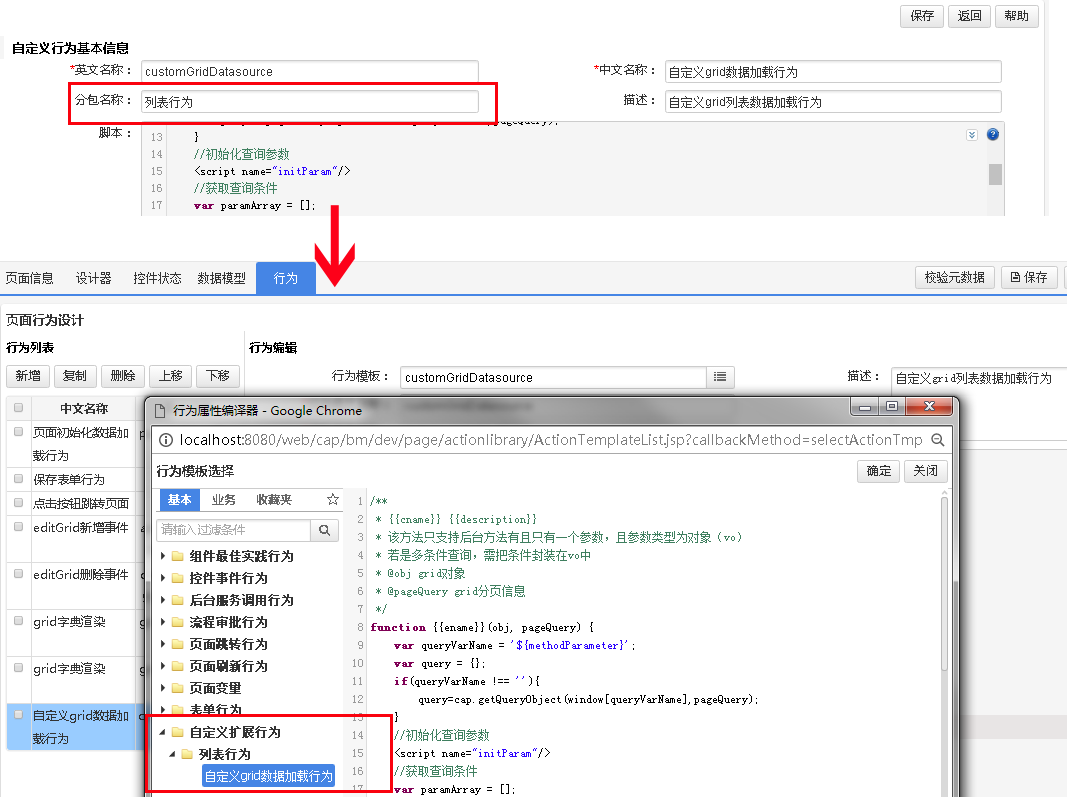 保存 返回 帮助
自定义行为基本信息
*英文名称： customGridDatasource *中文名称： 自定义grid数据加载行为
分包名称： 列表行为 描述： 自定义grid列表数据加载行为
脚本：
13 }
14 //初始化查询参数
15 <script name="initParam"/>
16 //获取查询条件
17 var paramArray = [];
页面信息 设计器 控件状态 数据模型 行为 校验元数据 保存
页面行为设计
行为列表 行为编辑
新增 复制 删除 上移 下移 行为模板： customGridDatasource 描述： 自定义grid列表数据加载行为
中文名称
页面初始化数据加
载行为
保存表单行为
点击按钮跳转页面
editGrid新增事件
editGrid删除事件
grid字典渲染
grid字典渲染
自定义grid数据加
载行为
行为属性编译器 - Google Chrome
localhost:8080/web/cap/bm/dev/page/actionlibrary/ActionTemplateList.jsp?callbackMethod=selectActionTmp
行为模板选择 确定 关闭
基本 业务 收藏夹
请输入过滤条件
组件最佳实践行为
控件事件行为
后台服务调用行为
流程审批行为
页面跳转行为
页面刷新行为
页面变量
表单行为
自定义扩展行为
列表行为
自定义grid数据加载行为
1 /**
2 * {{cname}} {{description}}
3 * 该方法只支持后台方法有且只有一个参数，且参数类型为对象（vo）
4 * 若是多条件查询，需把条件封装在vo中
5 * @obj grid对象
6 * @pageQuery grid分页信息
7 */
8 function {{ename}}(obj, pageQuery) {
9 var queryVarName = '${methodParameter}';
10 var query = {};
11 if(queryVarName !== ''){
12 query=cap.getQueryObject(window[queryVarName],pageQuery);
13 }
14 //初始化查询参数
15 <script name="initParam"/>
16 //获取查询条件
17 var paramArray = [];